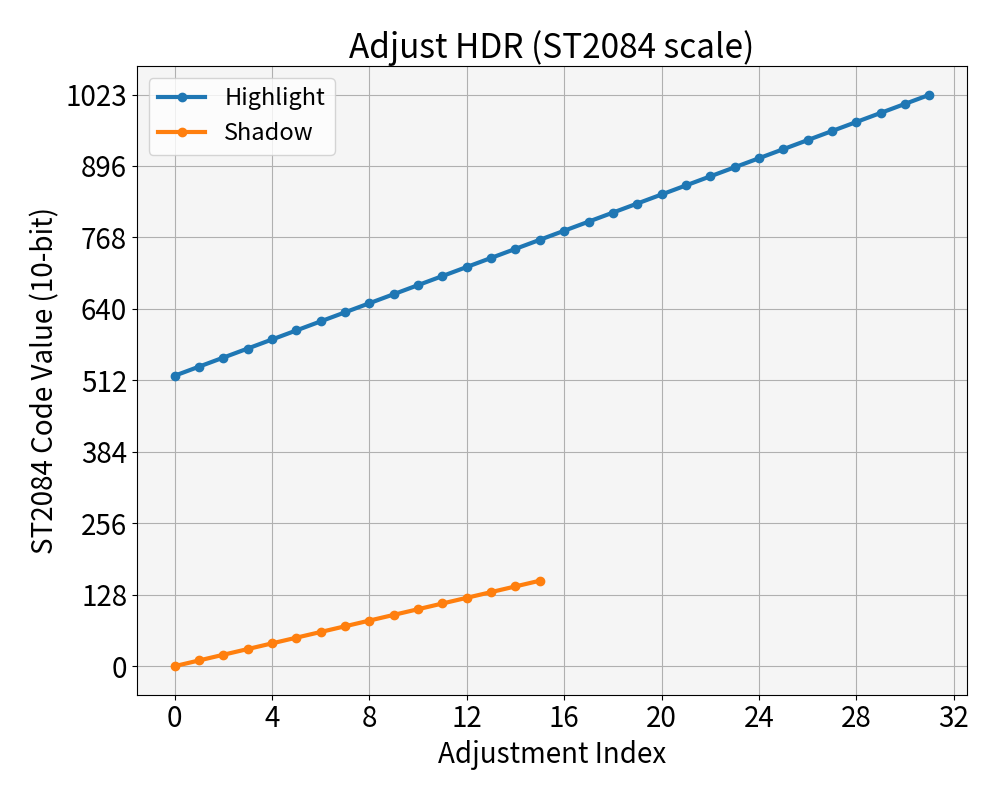 Adjust HDR (ST2084 scale)
Highlight
Shadow
ST2084 Code Value (10-bit)
1023
896
768
640
512
384
256
128
0
0 4 8 12 16 20 24 28 32
Adjustment Index